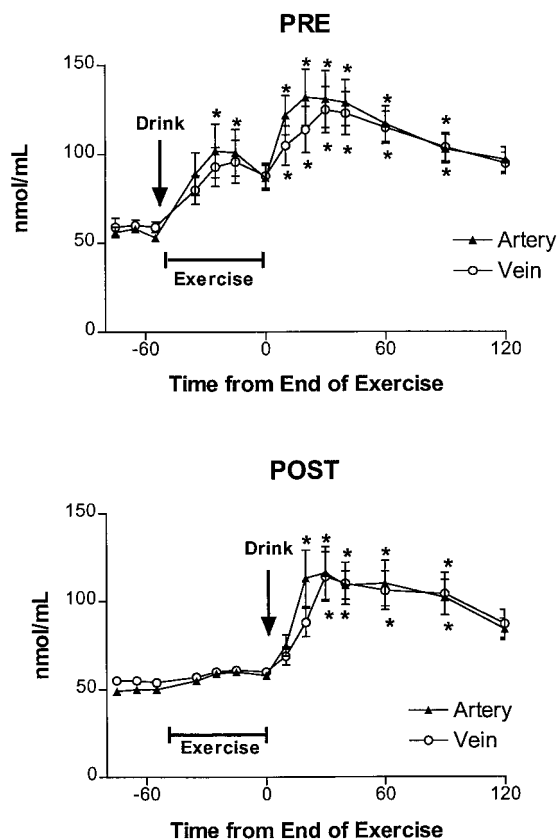 PRE
150
Drink
100
nmol/mL
50
Artery
Vein
Exercise
0
-60 0 60 120
Time from End of Exercise
POST
150
Drink
100
nmol/mL
50
Artery
Vein
Exercise
0
-60 0 60 120
Time from End of Exercise